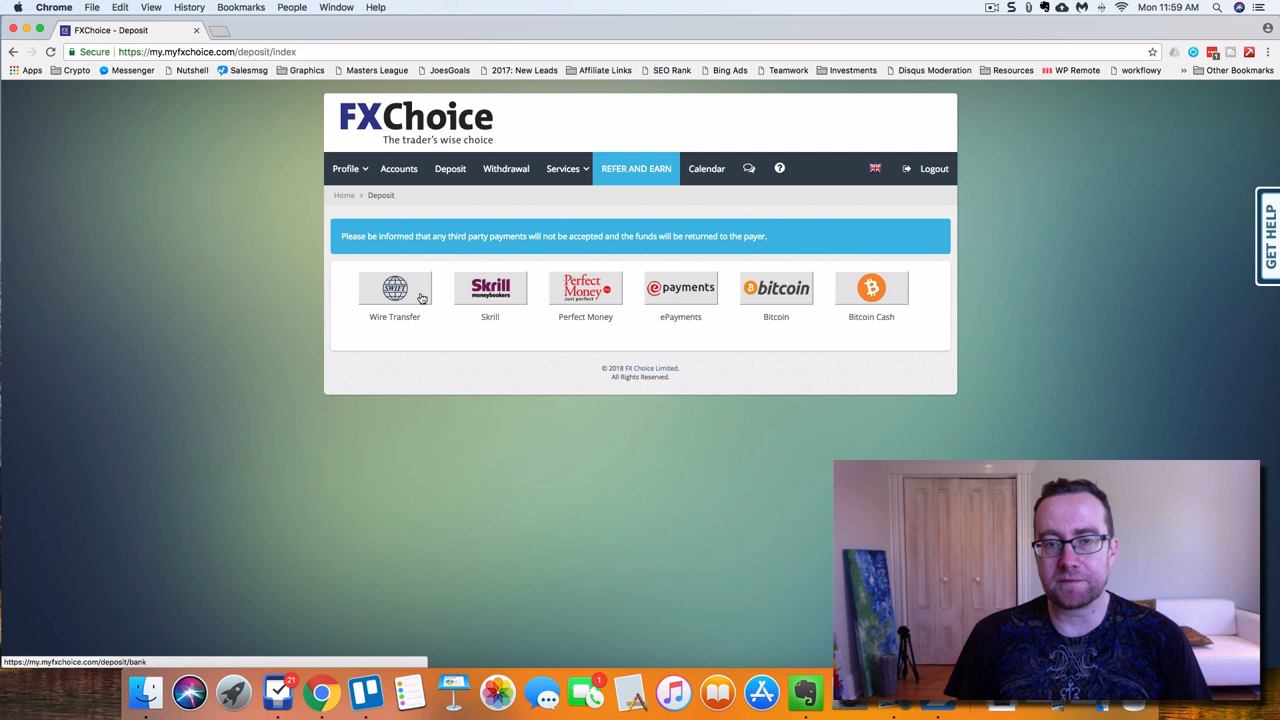 Chrome File Edit View History Bookmarks People Window Help Mon 11:59 AM
FXChoice - Deposit
Secure https://my.myfxchoice.com/deposit/index
Apps Crypto Messenger Nutshell Salesmsg Graphics Masters League JoesGoals 2017: New Leads Affiliate Links SEO Rank Bing Ads Teamwork Investments Disqus Moderation Resources WP Remote workflowy » Other Bookmarks
FXChoice
The trader's wise choice
Profile Accounts Deposit Withdrawal Services REFER AND EARN Calendar Logout
Home > Deposit
GET HELP
Please be informed that any third party payments will not be accepted and the funds will be returned to the payer.
SWIFT Skrill moneybookers Perfect Money Just perfect epayments bitcoin
Wire Transfer Skrill Perfect Money ePayments Bitcoin Bitcoin Cash
© 2018 FX Choice Limited.
All Rights Reserved.
https://my.myfxchoice.com/deposit/bank
21 1